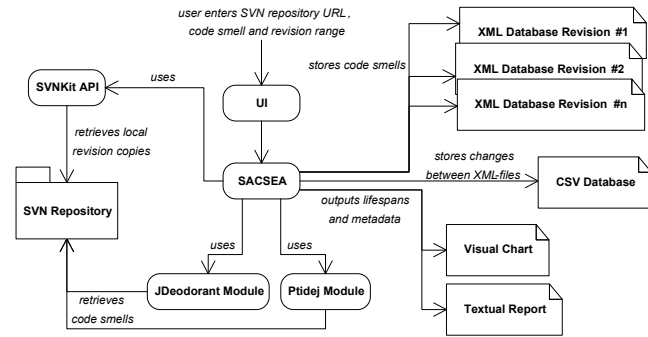 user enters SVN repository URL,
code smell and revision range
XML Database Revision #1
XML Database Revision #2
XML Database Revision #n
stores code smells
SVNKit API
uses
UI
retrieves local
revision copies
SACSEA
stores changes
between XML-files
CSV Database
SVN Repository
outputs lifespans
and metadata
uses
uses
Visual Chart
JDeodorant Module
Ptidej Module
retrieves
code smells
Textual Report